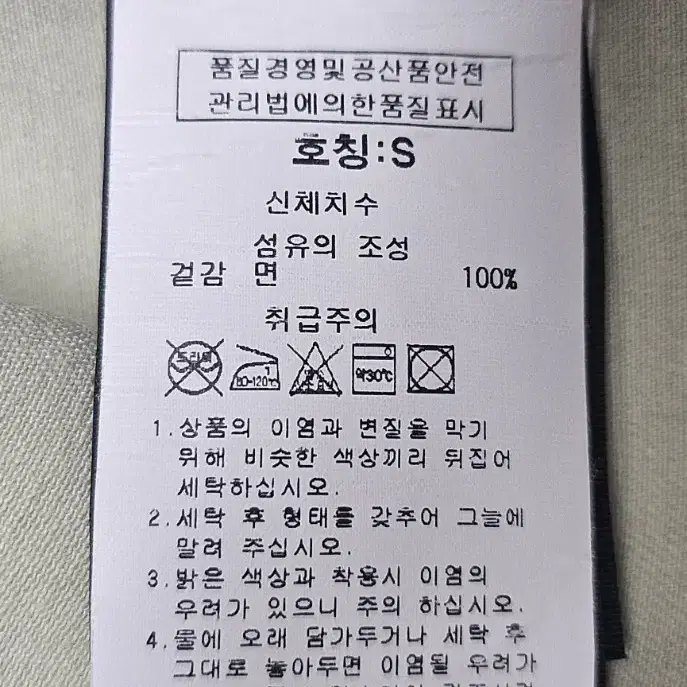 품질경영및공산품안전
관리법에의한품질표시
호칭:S
신체치수
섬유의 조성
겉감 면 100%
취급주의
드라이 80-120℃ 약30℃
1.상품의 이염과 변질을 막기
위해 비슷한 색상끼리 뒤집어
세탁하십시오.
2.세탁 후 형태를 갖추어 그늘에
말려 주십시오.
3.밝은 색상과 착용시 이염의
우려가 있으니 주의 하십시오.
4.물에 오래 담가두거나 세탁 후
그대로 놓아두면 이염될 우려가